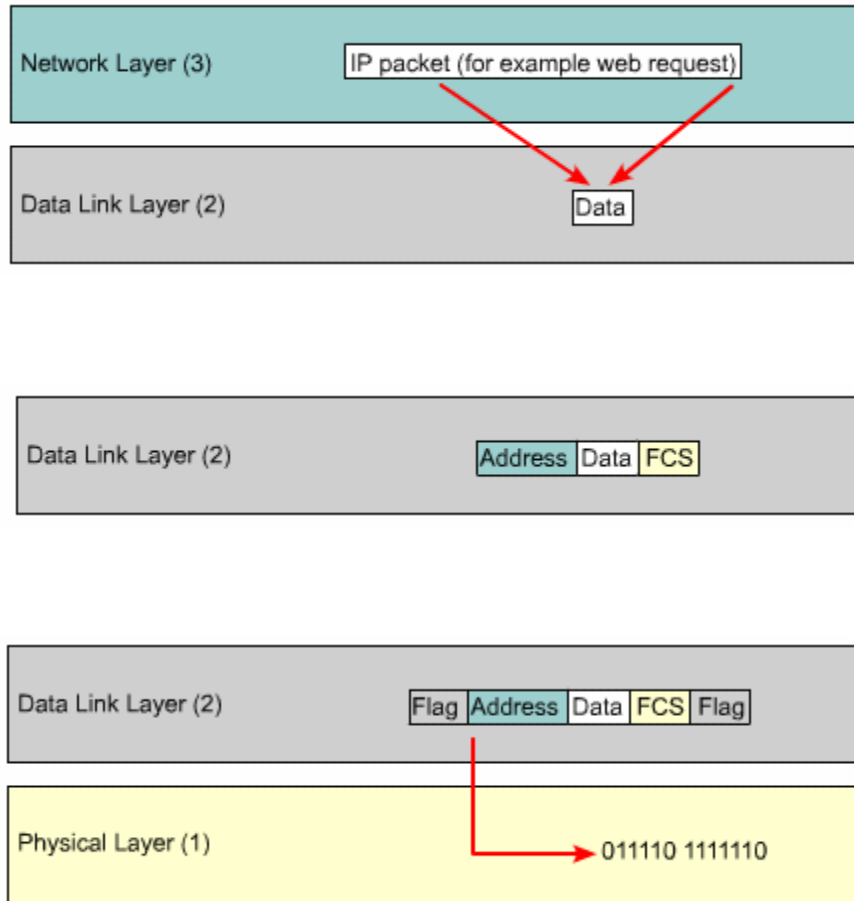 Network Layer (3) IP packet (for example web request)
Data Link Layer (2) Data
Data Link Layer (2) Address Data FCS
Data Link Layer (2) Flag Address Data FCS Flag
Physical Layer (1) 011110 1111110